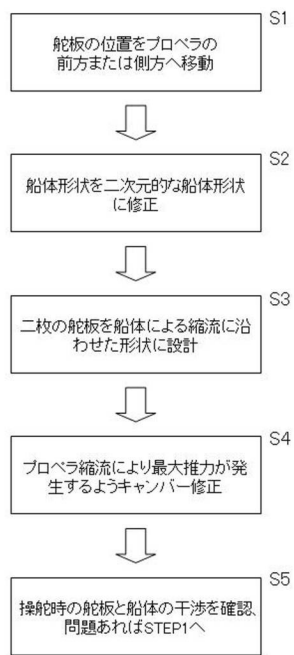 S1
舵板の位置をプロペラの
前方または側方へ移動
S2
船体形状を二次元的な船体形状
に修正
S3
二枚の舵板を船体による縮流に沿
わせた形状に設計
S4
プロペラ縮流により最大推力が発
生するようキャンバー修正
S5
操舵時の舵板と船体の干渉を確認、
問題あればSTEP1へ